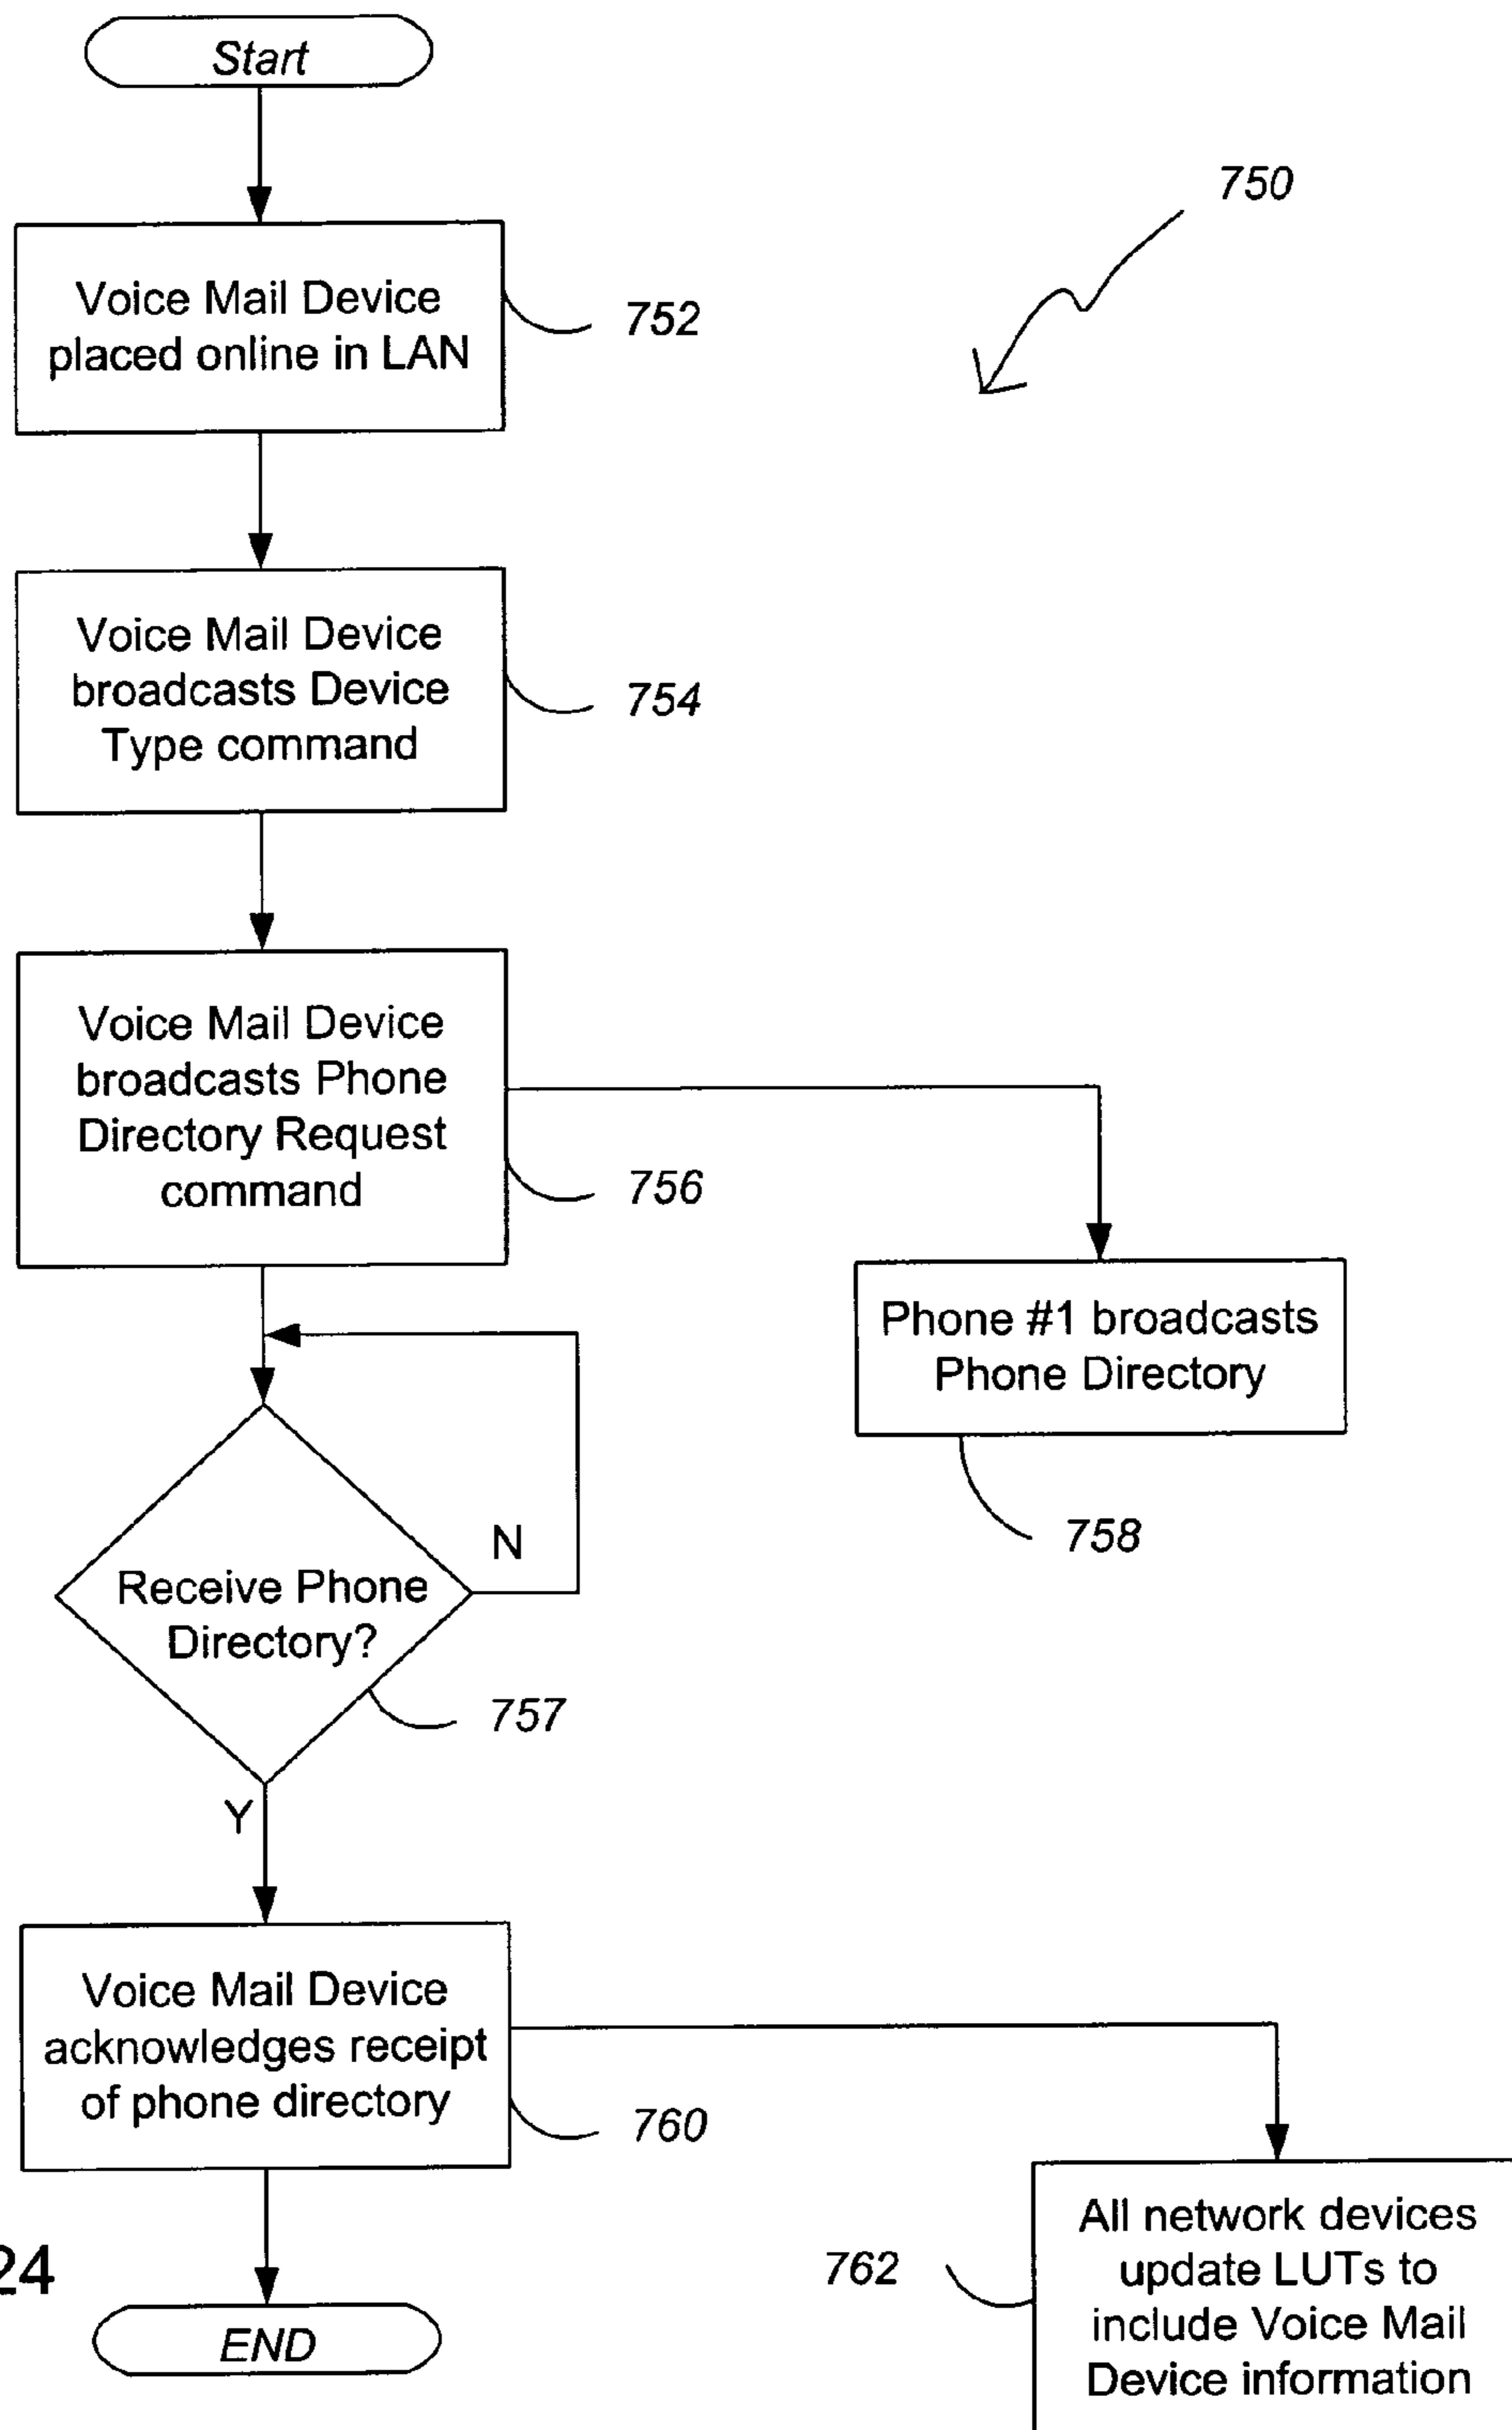 Start
750
Voice Mail Device
placed online in LAN
752
Voice Mail Device
broadcasts Device
Type command
754
Voice Mail Device
broadcasts Phone
Directory Request
command
756
Phone #1 broadcasts
Phone Directory
758
N
Receive Phone
Directory?
757
Y
Voice Mail Device
acknowledges receipt
of phone directory
760
All network devices
update LUTs to
include Voice Mail
Device information
762
24
END